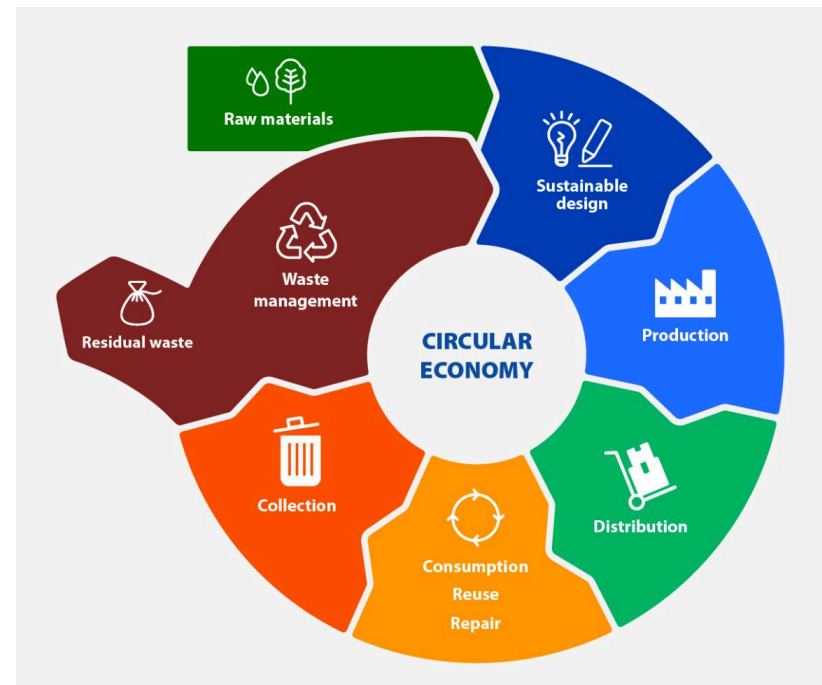 Raw materials
Sustainable
design
Production
Distribution
Consumption
Reuse
Repair
Collection
Waste
management
Residual waste
CIRCULAR
ECONOMY